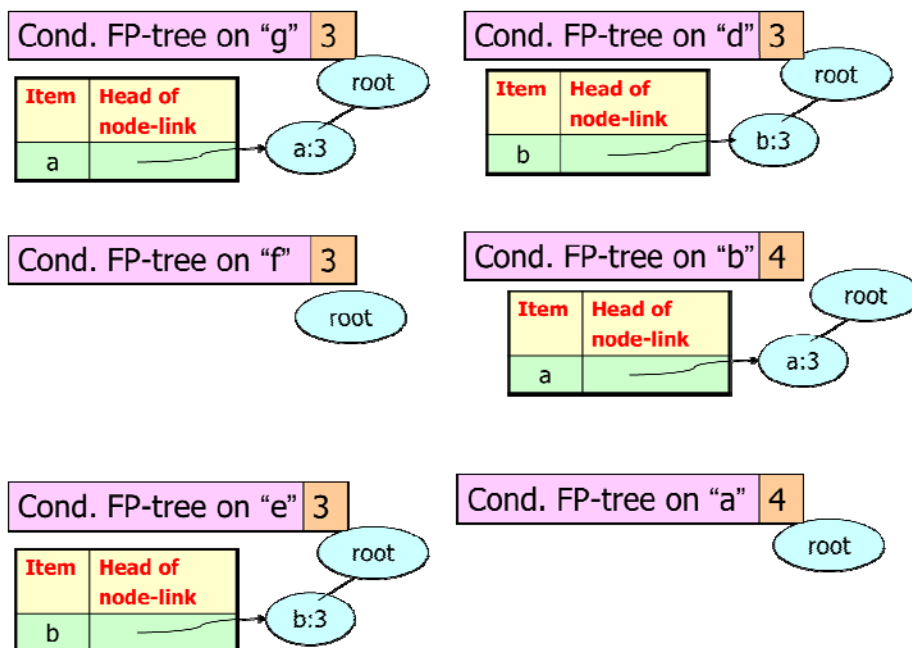 Cond. FP-tree on “g” 3
root
Item Head of
node-link
a
a:3
Cond. FP-tree on “d” 3
root
Item Head of
node-link
b
b:3
Cond. FP-tree on “f” 3
root
Cond. FP-tree on “b” 4
root
Item Head of
node-link
a
a:3
Cond. FP-tree on “e” 3
root
Item Head of
node-link
b
b:3
Cond. FP-tree on “a” 4
root